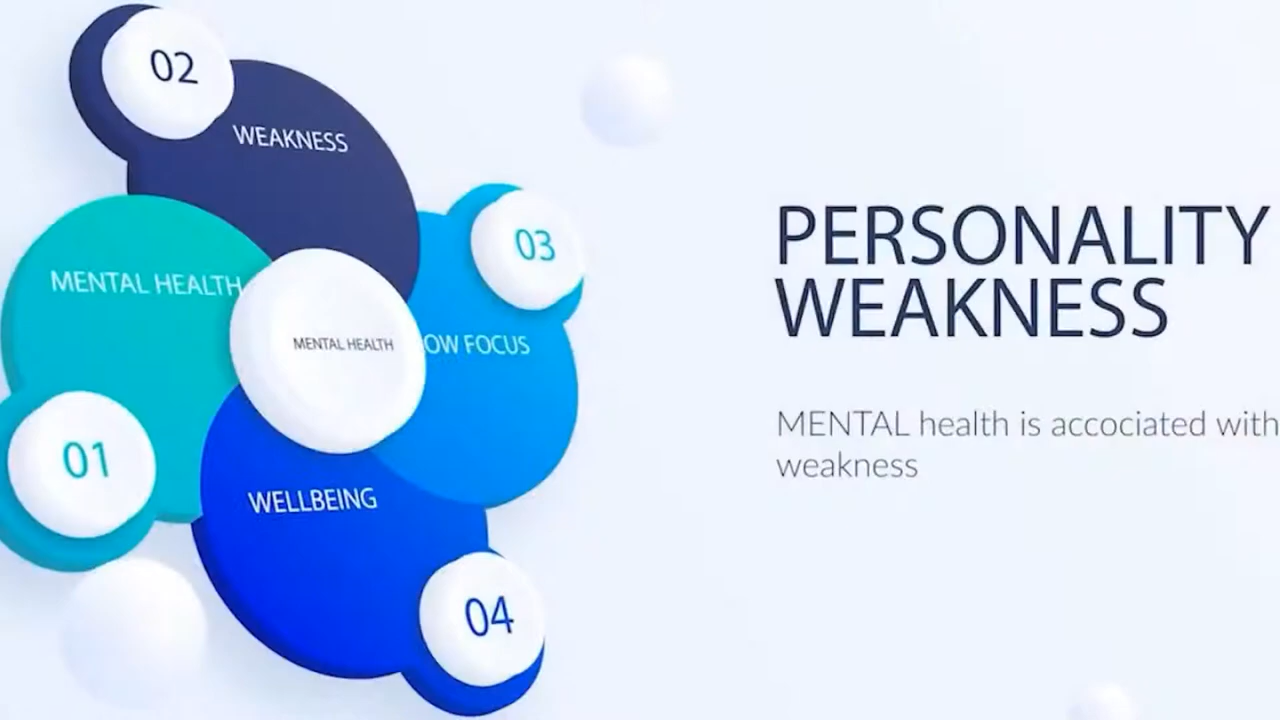 02
WEAKNESS
03
MENTAL HEALTH
MENTAL HEALTH
OW FOCUS
01
WELLBEING
04
PERSONALITY
WEAKNESS
MENTAL health is accociated with
weakness